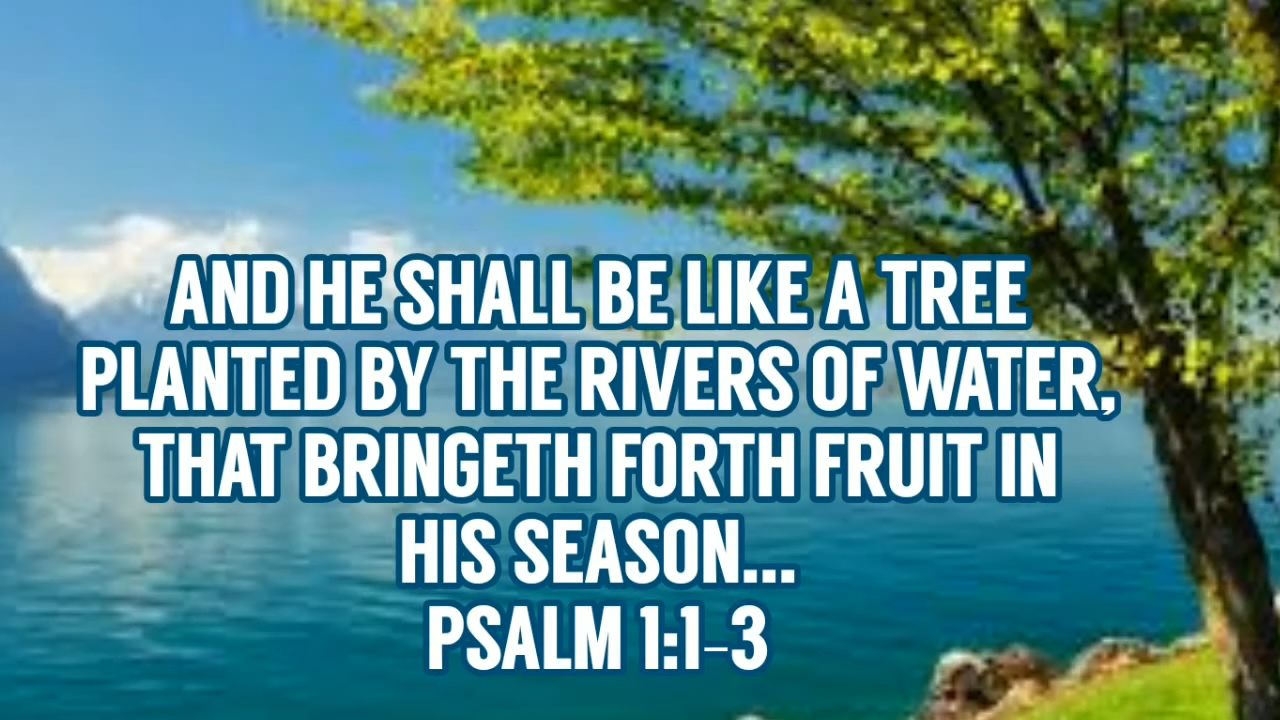 AND HE SHALL BE LIKE A TREE
PLANTED BY THE RIVERS OF WATER,
THAT BRINGETH FORTH FRUIT IN
HIS SEASON...
PSALM 1:1-3